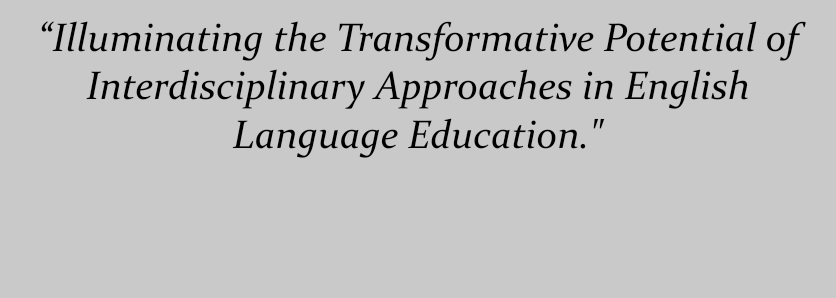 “Illuminating the Transformative Potential of
Interdisciplinary Approaches in English
Language Education."